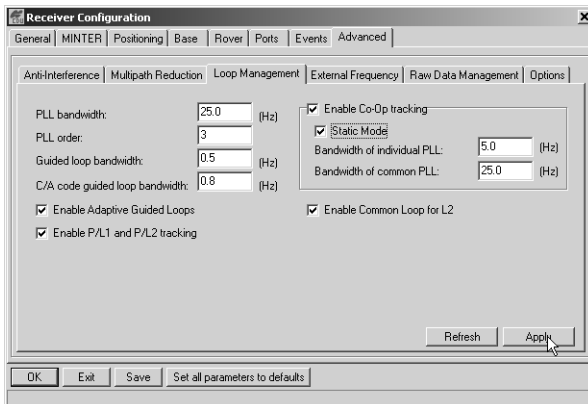 Receiver Configuration
General MINTER Positioning Base Rover Ports Events Advanced
Anti-Interference Multipath Reduction Loop Management External Frequency Raw Data Management Options
PLL bandwidth: 25.0 (Hz)
PLL order: 3
Guided loop bandwidth: 0.5 (Hz)
C/A code guided loop bandwidth: 0.8 (Hz)
Enable Adaptive Guided Loops
Enable P/L1 and P/L2 tracking
Enable Co-Op tracking
Static Mode
Bandwidth of individual PLL: 5.0 (Hz)
Bandwidth of common PLL: 25.0 (Hz)
Enable Common Loop for L2
Refresh Apply
OK Exit Save Set all parameters to defaults